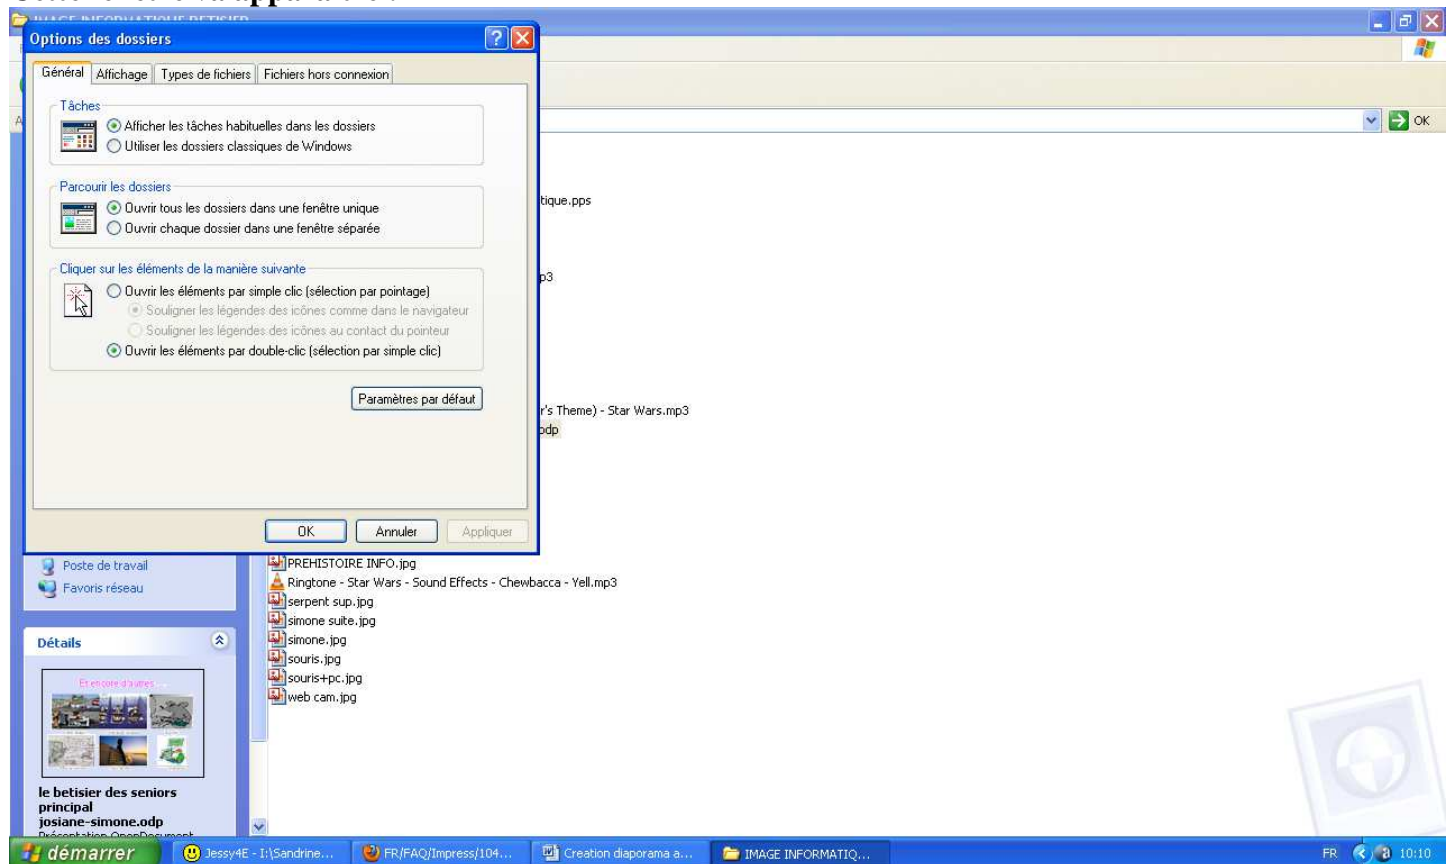 IMAGE INFORMATIQUE BETISIER
Options des dossiers
Général Affichage Types de fichiers Fichiers hors connexion
Tâches
Afficher les tâches habituelles dans les dossiers
Utiliser les dossiers classiques de Windows
Parcourir les dossiers
Ouvrir tous les dossiers dans une fenêtre unique
Ouvrir chaque dossier dans une fenêtre séparée
Cliquer sur les éléments de la manière suivante
Ouvrir les éléments par simple clic (sélection par pointage)
Souligner les légendes des icônes comme dans le navigateur
Souligner les légendes des icônes au contact du pointeur
Ouvrir les éléments par double-clic (sélection par simple clic)
Paramètres par défaut
OK Annuler Appliquer
OK
tique.pps
p3
r's Theme) - Star Wars.mp3
odp
PREHISTOIRE INFO.jpg
Ringtone - Star Wars - Sound Effects - Chewbacca - Yell.mp3
serpent sup.jpg
simone suite.jpg
simone.jpg
souris.jpg
souris+pc.jpg
web cam.jpg
Poste de travail
Favoris réseau
Détails
Et encore d'autres...
le betisier des seniors
principal
josiane-simone.odp
Présentation OpenDocument
démarrer Jessy4E - I:\Sandrine... FR/FAQ/Impress/104... Creation diaporama a... IMAGE INFORMATIQ... FR 10:10